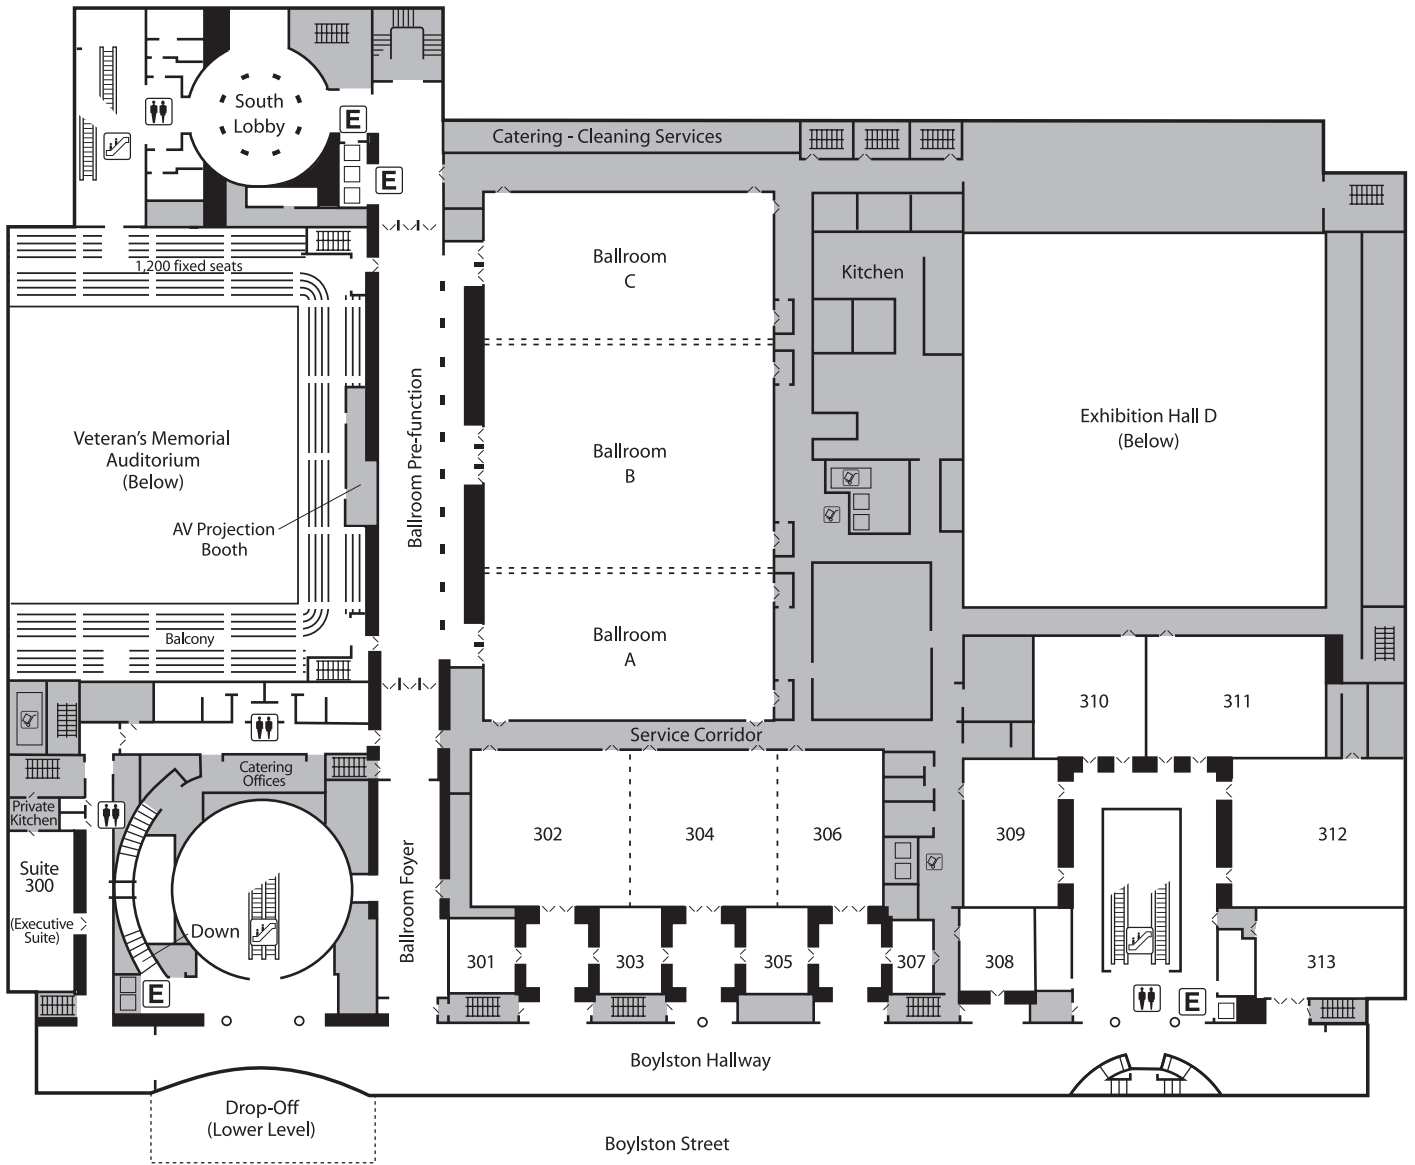 South
Lobby
E
E
Catering - Cleaning Services
1,200 fixed seats
Ballroom
C
Kitchen
Veteran's Memorial
Auditorium
(Below)
AV Projection
Booth
Ballroom Pre-function
Ballroom
B
Exhibition Hall D
(Below)
Balcony
Ballroom
A
Service Corridor
310
311
Catering
Offices
Private
Kitchen
Suite
300
(Executive
Suite)
Down
E
Ballroom Foyer
302
304
306
309
312
301
303
305
307
308
313
E
Boylston Hallway
Drop-Off
(Lower Level)
Boylston Street